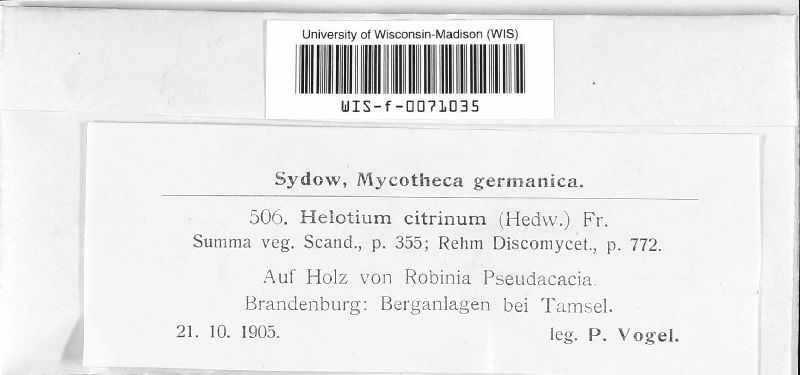 University of Wisconsin-Madison (WIS)
WIS-f-0071035
Sydow, Mycotheca germanica.
506. Helotium citrinum (Hedw.) Fr.
Summa veg. Scand., p. 355; Rehm Discomycet., p. 772.
Auf Holz von Robinia Pseudacacia.
Brandenburg: Berganlagen bei Tamsel.
21. 10. 1905. leg. P. Vogel.